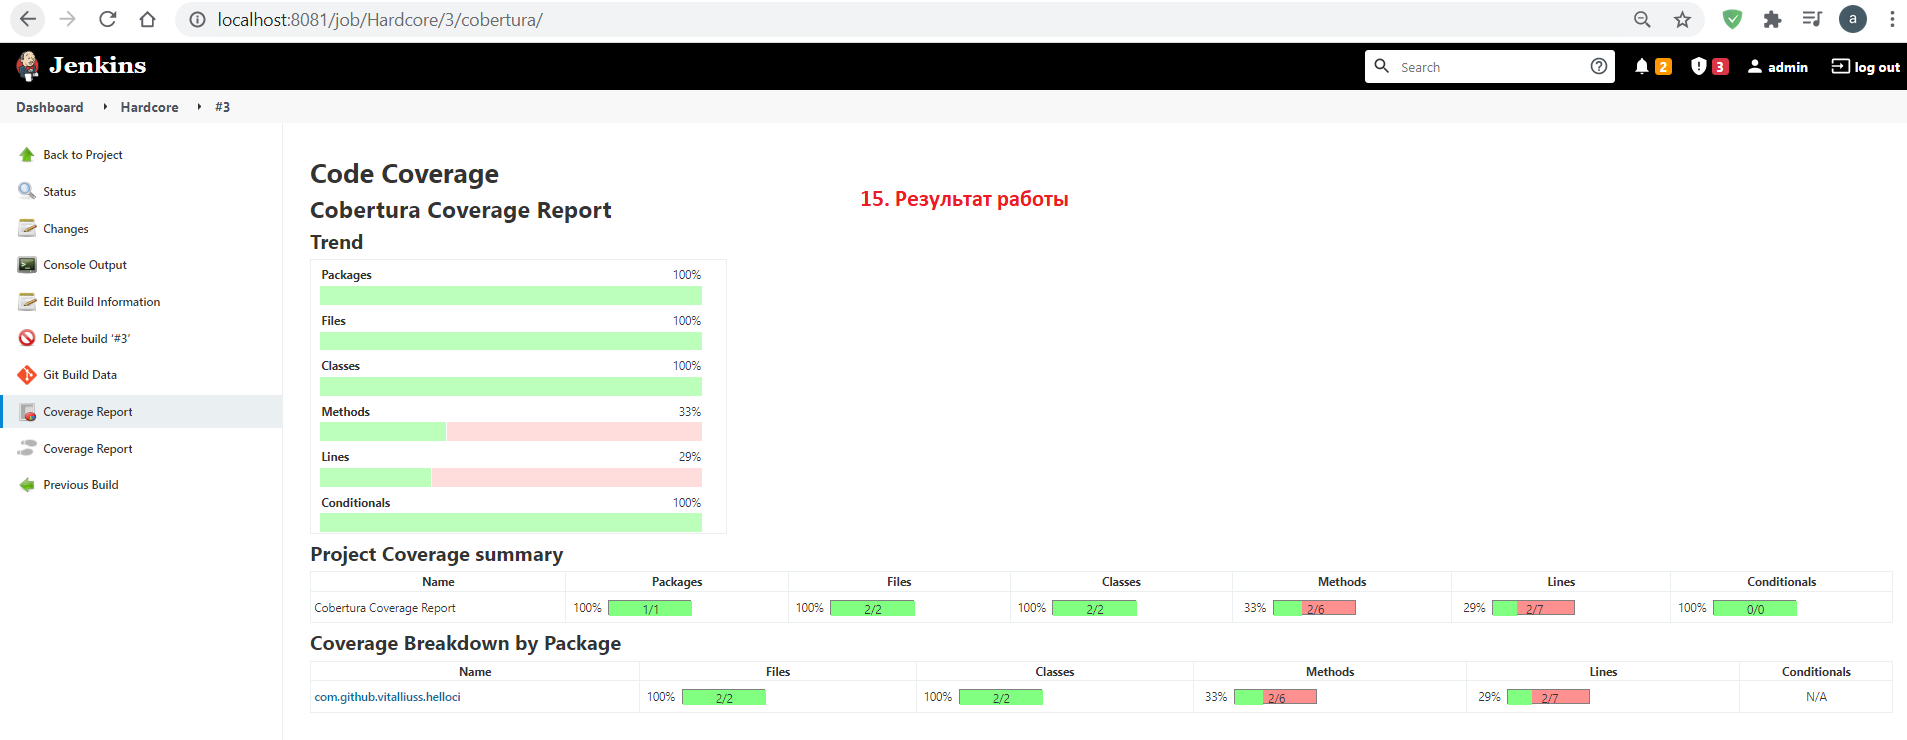 localhost:8081/job/Hardcore/3/cobertura/
a
Jenkins
Search
2
3
admin
log out
Dashboard
Hardcore
#3
Back to Project
Status
Changes
Console Output
Edit Build Information
Delete build ‘#3’
Git Build Data
Coverage Report
Coverage Report
Previous Build
Code Coverage
15. Результат работы
Cobertura Coverage Report
Trend
Packages 100%
Files 100%
Classes 100%
Methods 33%
Lines 29%
Conditionals 100%
Project Coverage summary
Name Packages Files Classes Methods Lines Conditionals
Cobertura Coverage Report 100% 1/1 100% 2/2 100% 2/2 33% 2/6 29% 2/7 100% 0/0
Coverage Breakdown by Package
Name Files Classes Methods Lines Conditionals
com.github.vitalliuss.helloci 100% 2/2 100% 2/2 33% 2/6 29% 2/7 N/A